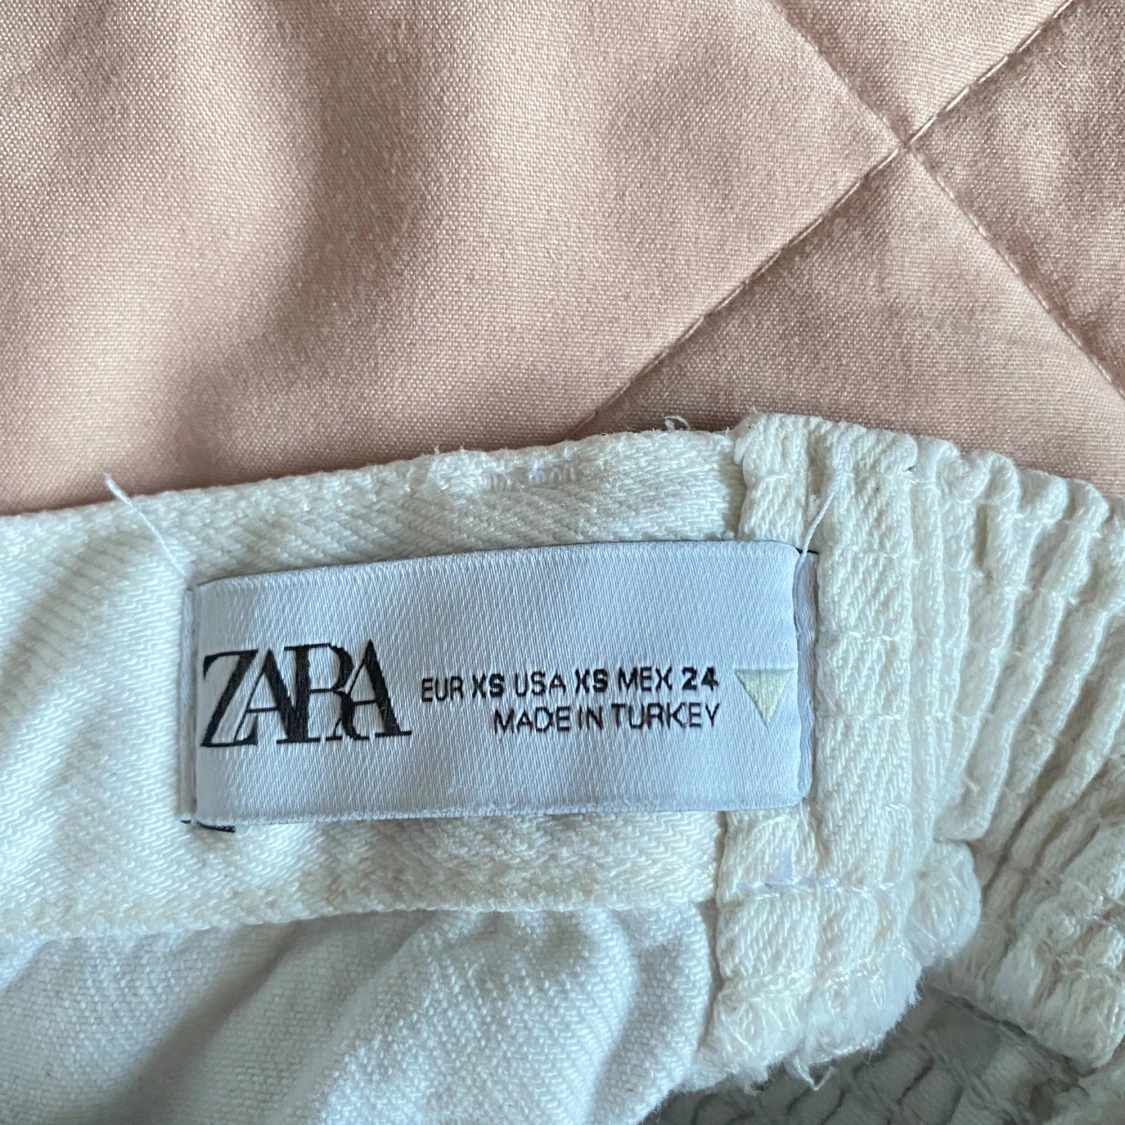 ZARA
EUR XS USA XS MEX 24
MADE IN TURKEY